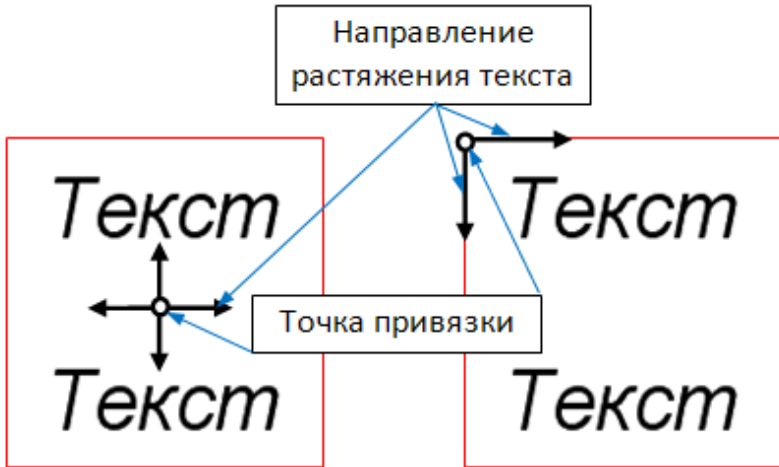 Направление
растяжения текста
Текст
Текст
Точка привязки
Текст
Текст